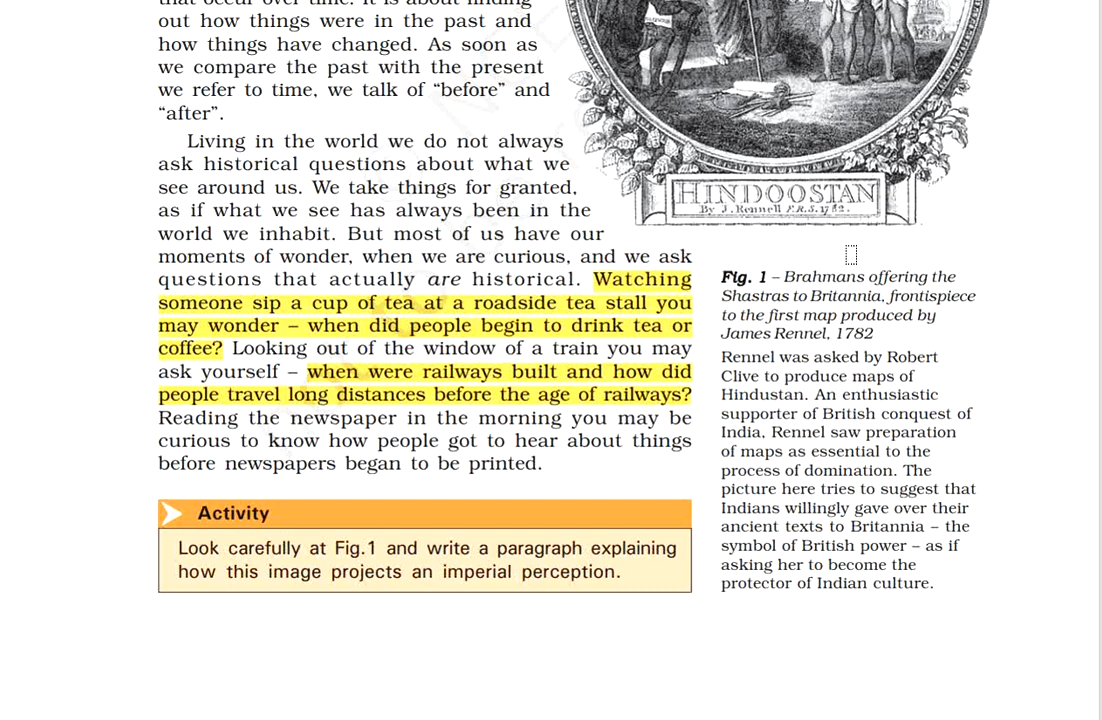 that occur over time. It is about finding
out how things were in the past and
how things have changed. As soon as
we compare the past with the present
we refer to time, we talk of “before” and
“after”.
Living in the world we do not always
ask historical questions about what we
see around us. We take things for granted,
as if what we see has always been in the
world we inhabit. But most of us have our
moments of wonder, when we are curious, and we ask
questions that actually are historical. Watching
someone sip a cup of tea at a roadside tea stall you
may wonder – when did people begin to drink tea or
coffee? Looking out of the window of a train you may
ask yourself – when were railways built and how did
people travel long distances before the age of railways?
Reading the newspaper in the morning you may be
curious to know how people got to hear about things
before newspapers began to be printed.
Activity
Look carefully at Fig.1 and write a paragraph explaining
how this image projects an imperial perception.
HINDOOSTAN
By J. Rennell F.R.S. 1782.
Fig. 1 – Brahmans offering the
Shastras to Britannia, frontispiece
to the first map produced by
James Rennel, 1782
Rennel was asked by Robert
Clive to produce maps of
Hindustan. An enthusiastic
supporter of British conquest of
India, Rennel saw preparation
of maps as essential to the
process of domination. The
picture here tries to suggest that
Indians willingly gave over their
ancient texts to Britannia – the
symbol of British power – as if
asking her to become the
protector of Indian culture.